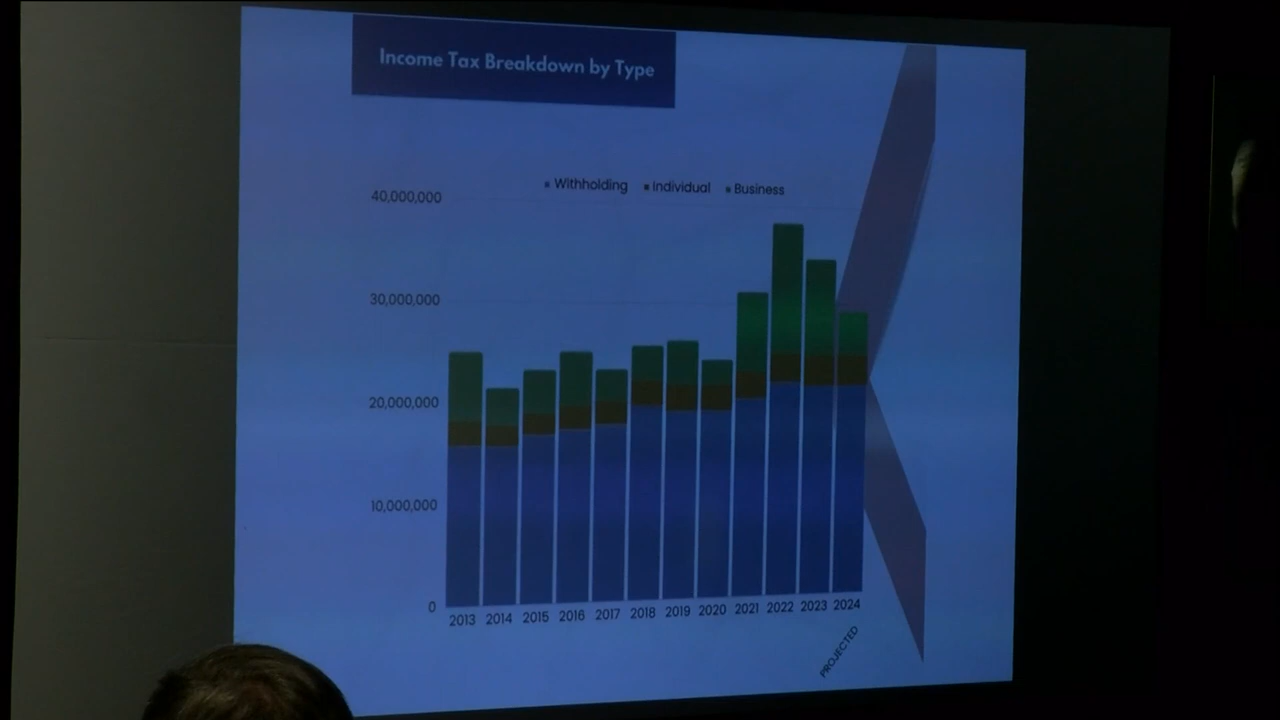 Income Tax Breakdown by Type
Withholding Individual Business
40,000,000
30,000,000
20,000,000
10,000,000
0
2013 2014 2015 2016 2017 2018 2019 2020 2021 2022 2023 2024
PROJECTED